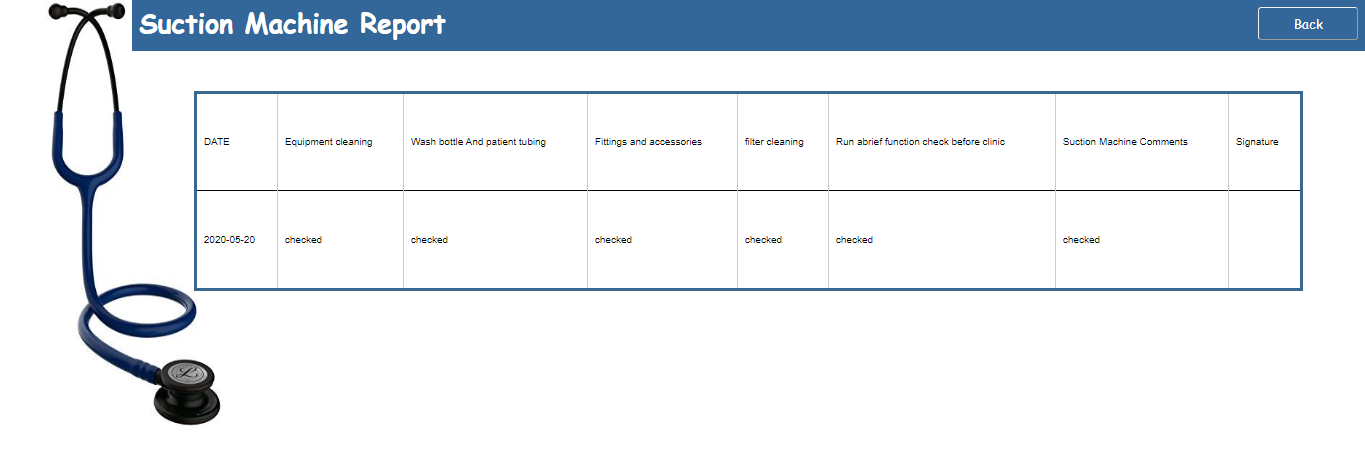 Suction Machine Report
Back
DATE Equipment cleaning Wash bottle And patient tubing Fittings and accessories filter cleaning Run abrief function check before clinic Suction Machine Comments Signature
2020-05-20 checked checked checked checked checked checked